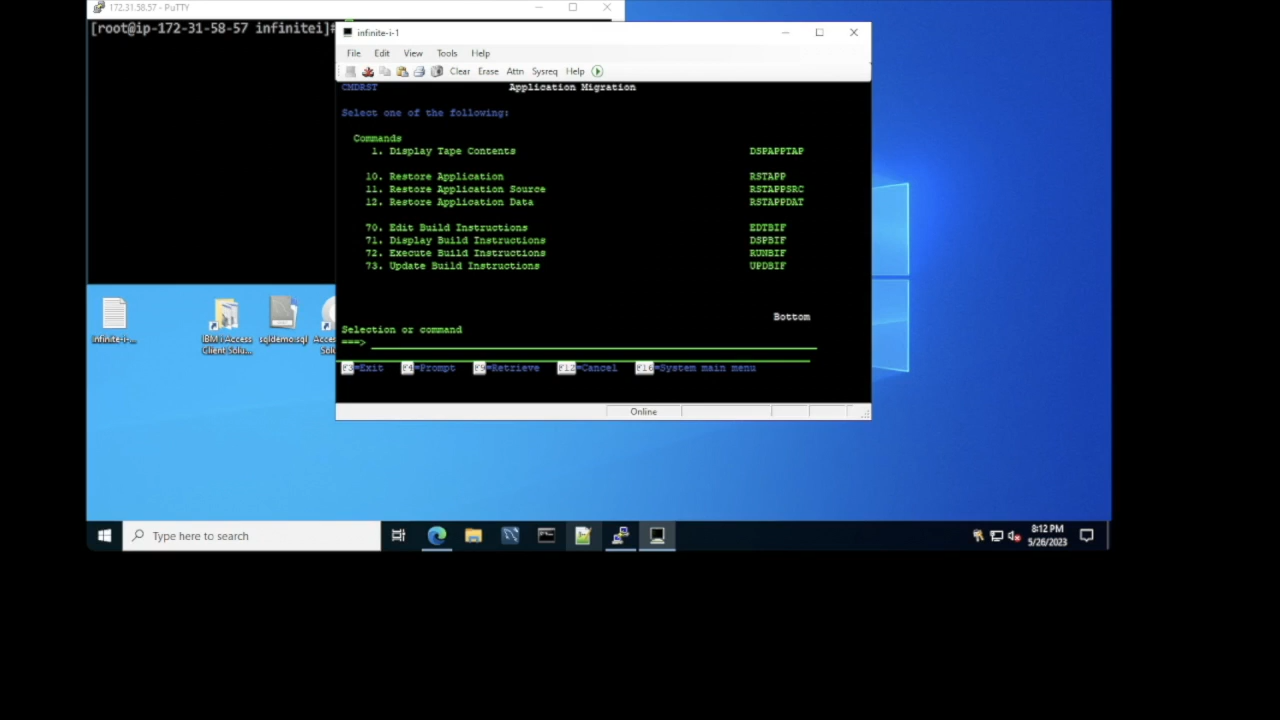 172.31.58.57 - PuTTY
[root@ip-172-31-58-57 infinitei]#
infinite-i-1
File Edit View Tools Help
Clear Erase Attn Sysreq Help
CMDRST Application Migration
Select one of the following:
Commands
1. Display Tape Contents DSPAPPTAP
10. Restore Application RSTAPP
11. Restore Application Source RSTAPPSRC
12. Restore Application Data RSTAPPDAT
70. Edit Build Instructions EDTBIF
71. Display Build Instructions DSPBIF
72. Execute Build Instructions RUNBIF
73. Update Build Instructions UPDBIF
Bottom
Selection or command
===>
F3=Exit F4=Prompt F9=Retrieve F12=Cancel F16=System main menu
Online
infinite-i-...
IBM i Access
Client Solu...
sqldemo.sql
Acces
Solu
Type here to search
8:12 PM
5/26/2023